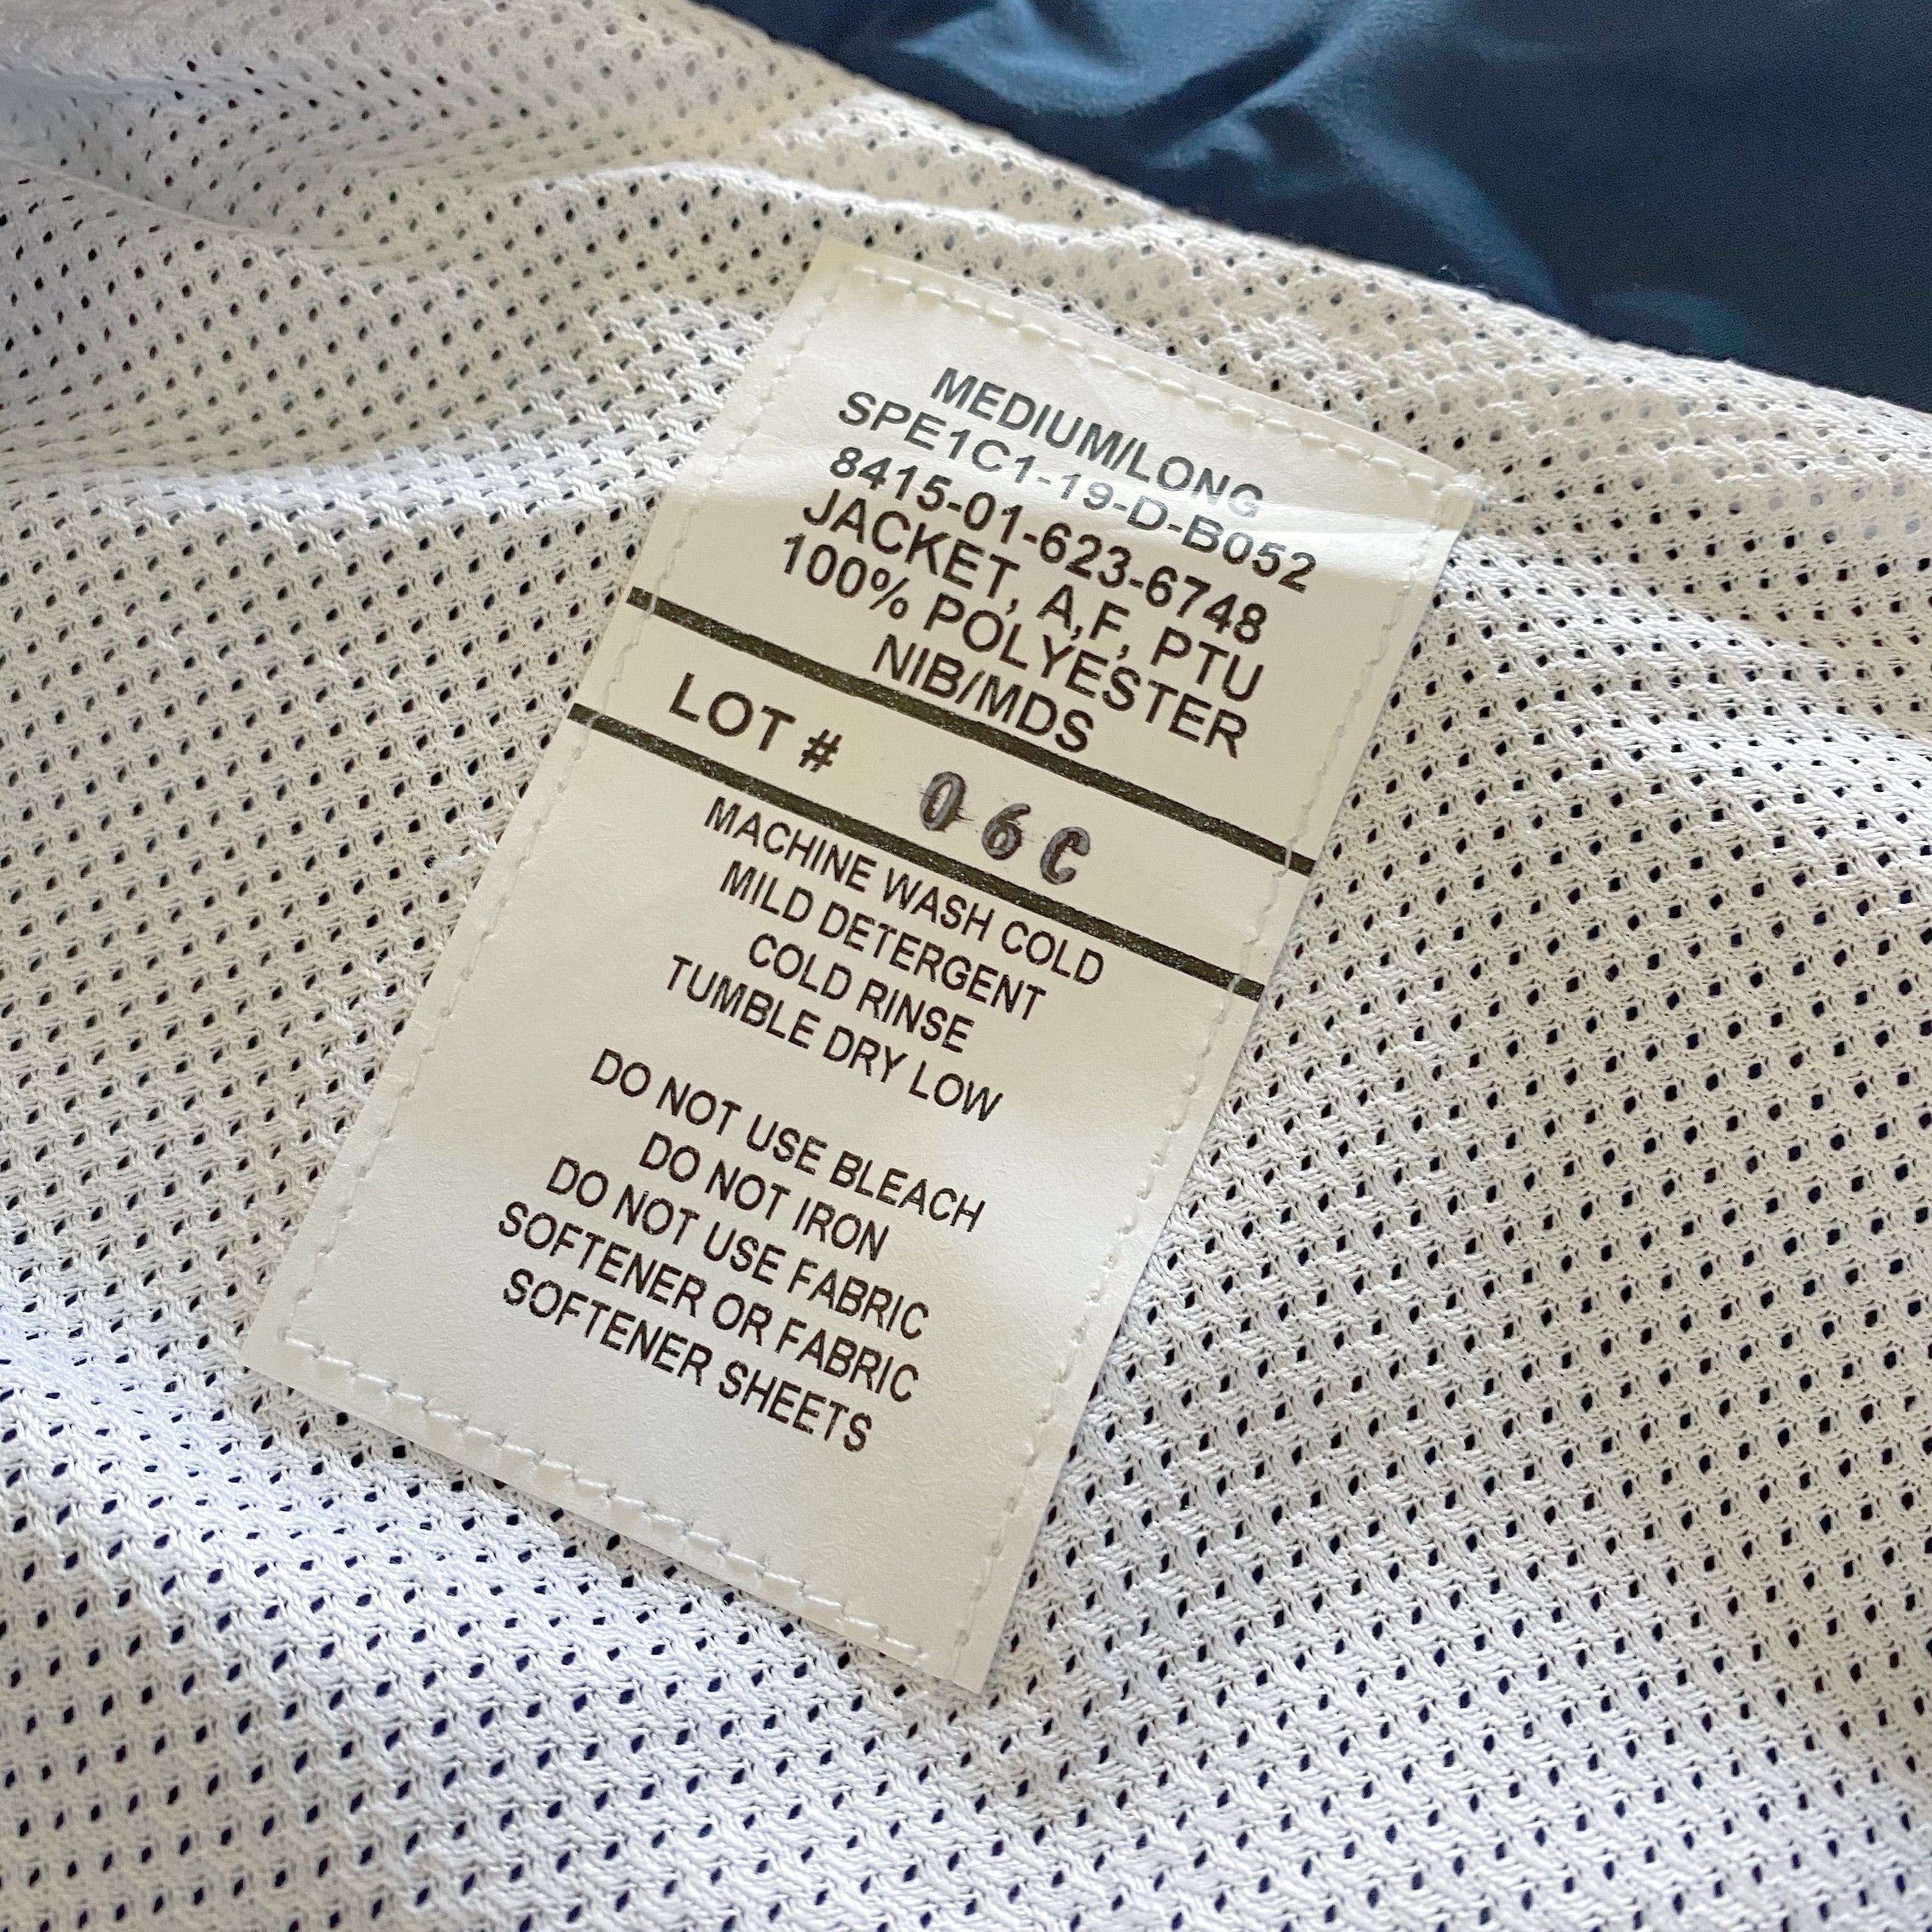 MEDIUM/LONG
SPE1C1-19-D-B052
8415-01-623-6748
JACKET, A,F, PTU
100% POLYESTER
NIB/MDS
LOT # 06C
MACHINE WASH COLD
MILD DETERGENT
COLD RINSE
TUMBLE DRY LOW
DO NOT USE BLEACH
DO NOT IRON
DO NOT USE FABRIC
SOFTENER OR FABRIC
SOFTENER SHEETS